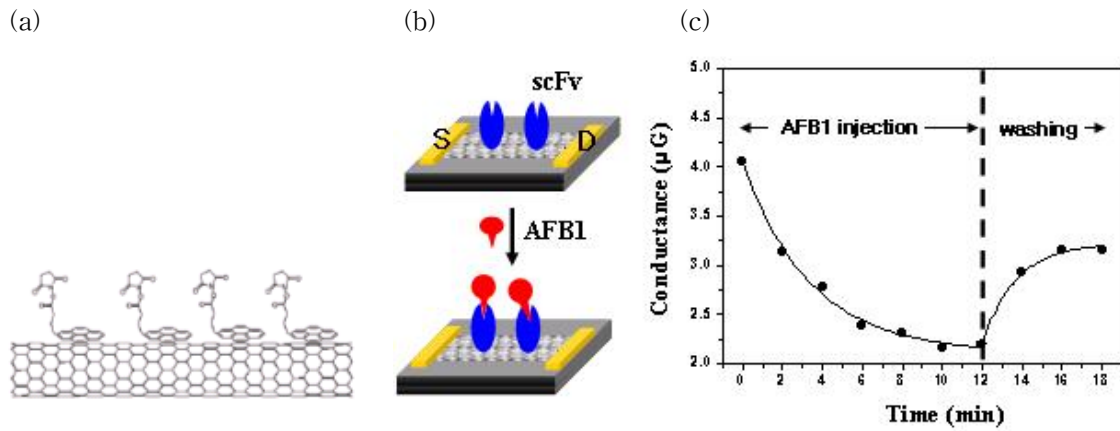 (a)
(b)
(c)
scFv
S
D
AFB1
5.0
4.5
4.0
3.5
3.0
2.5
2.0
Conductance (μG)
AFB1 injection
washing
0 2 4 6 8 10 12 14 16 18
Time (min)